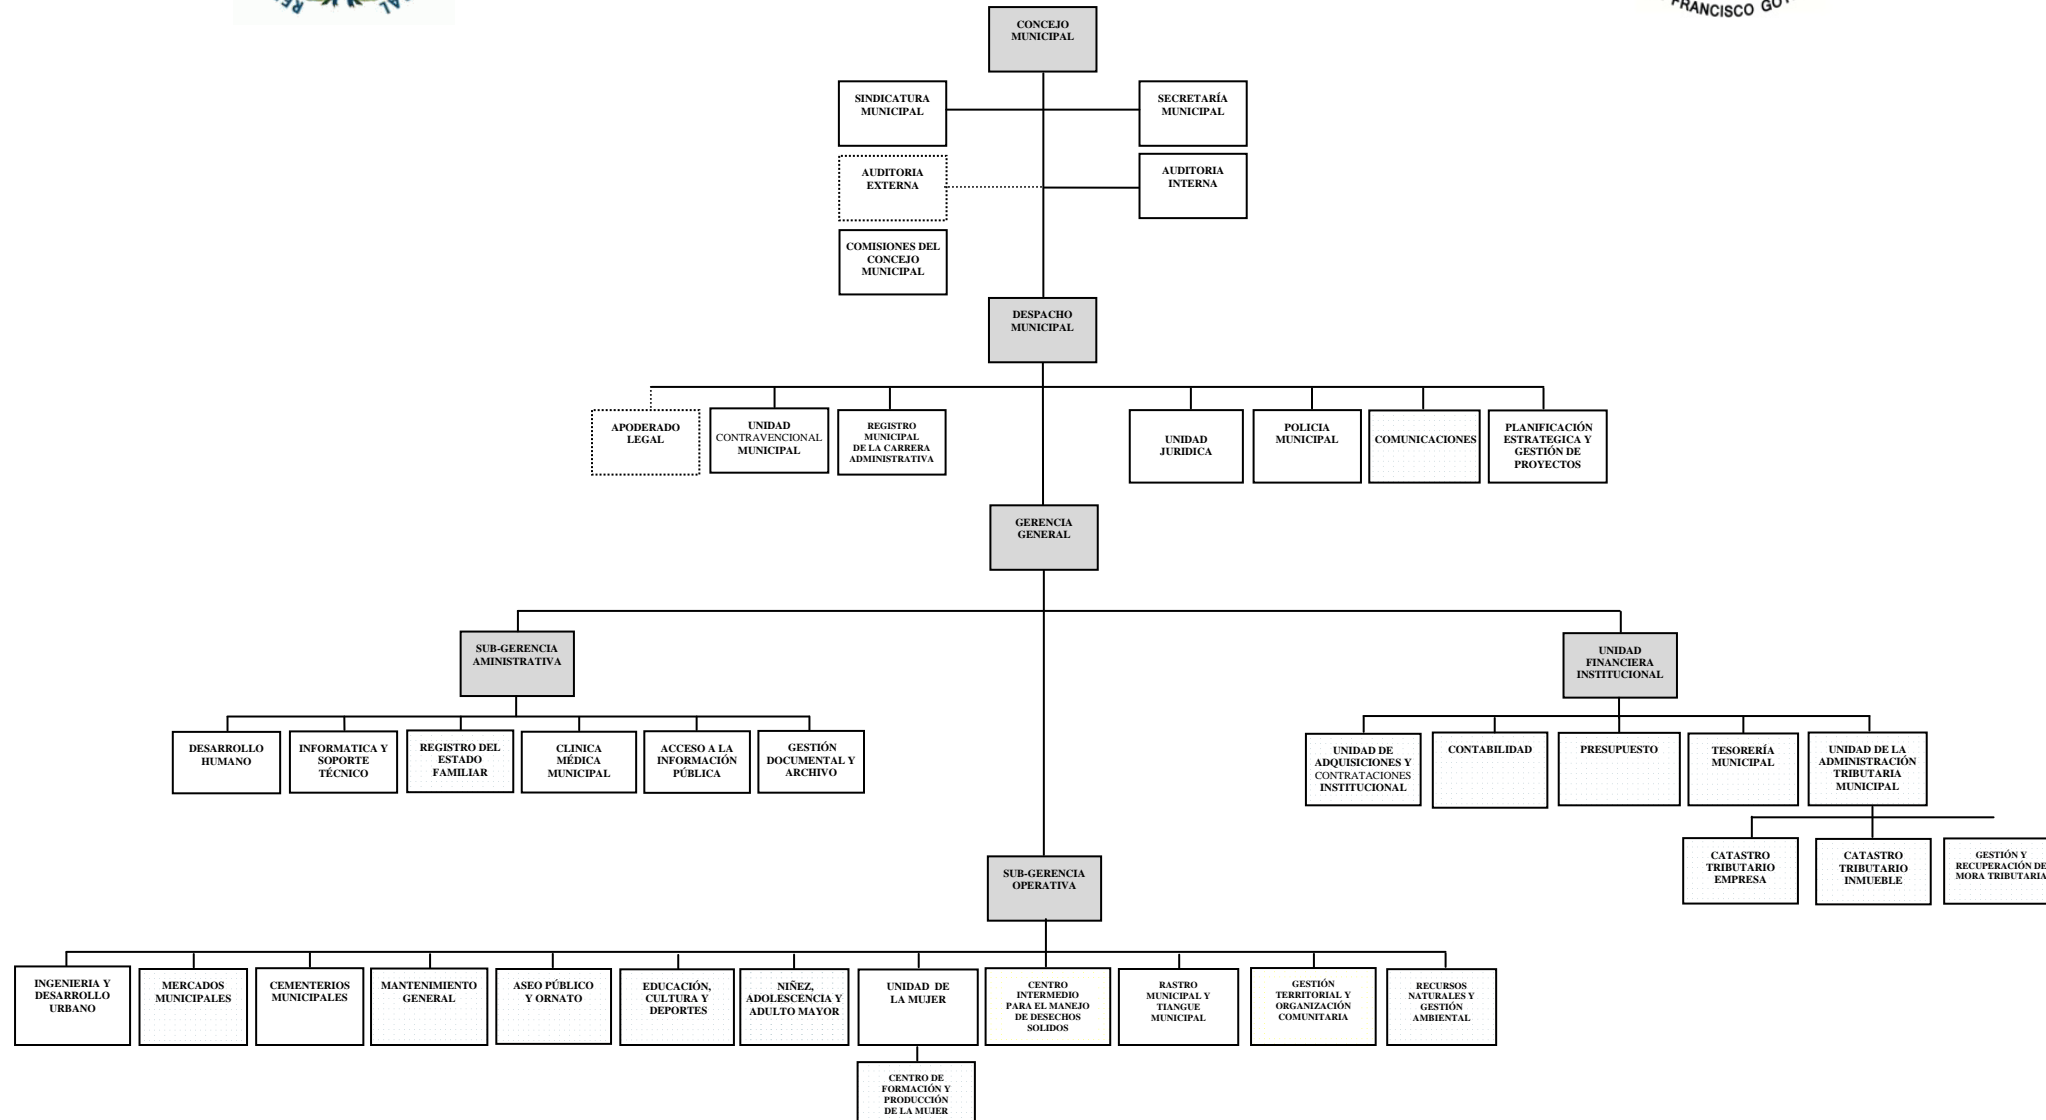 FRANCISCO
CONCEJO
MUNICIPAL
SINDICATURA
MUNICIPAL
SECRETARÍA
MUNICIPAL
AUDITORIA
EXTERNA
AUDITORIA
INTERNA
COMISIONES DEL
CONCEJO
MUNICIPAL
DESPACHO
MUNICIPAL
APODERADO
LEGAL
UNIDAD
CONTRAVENCIONAL
MUNICIPAL
REGISTRO
MUNICIPAL
DE LA CARRERA
ADMINISTRATIVA
UNIDAD
JURIDICA
POLICIA
MUNICIPAL
COMUNICACIONES
PLANIFICACIÓN
ESTRATEGICA Y
GESTIÓN DE
PROYECTOS
GERENCIA
GENERAL
SUB-GERENCIA
AMINISTRATIVA
UNIDAD
FINANCIERA
INSTITUCIONAL
DESARROLLO
HUMANO
INFORMATICA Y
SOPORTE
TÉCNICO
REGISTRO DEL
ESTADO
FAMILIAR
CLINICA
MÉDICA
MUNICIPAL
ACCESO A LA
INFORMACIÓN
PÚBLICA
GESTIÓN
DOCUMENTAL Y
ARCHIVO
UNIDAD DE
ADQUISICIONES Y
CONTRATACIONES
INSTITUCIONAL
CONTABILIDAD
PRESUPUESTO
TESORERÍA
MUNICIPAL
UNIDAD DE LA
ADMINISTRACIÓN
TRIBUTARIA
MUNICIPAL
CATASTRO
TRIBUTARIO
EMPRESA
CATASTRO
TRIBUTARIO
INMUEBLE
GESTIÓN Y
RECUPERACIÓN DE
MORA TRIBUTARIA
SUB-GERENCIA
OPERATIVA
INGENIERIA Y
DESARROLLO
URBANO
MERCADOS
MUNICIPALES
CEMENTERIOS
MUNICIPALES
MANTENIMIENTO
GENERAL
ASEO PÚBLICO
Y ORNATO
EDUCACIÓN,
CULTURA Y
DEPORTES
NIÑEZ,
ADOLESCENCIA Y
ADULTO MAYOR
UNIDAD DE
LA MUJER
CENTRO
INTERMEDIO
PARA EL MANEJO
DE DESECHOS
SOLIDOS
RASTRO
MUNICIPAL Y
TIANGUE
MUNICIPAL
GESTIÓN
TERRITORIAL Y
ORGANIZACIÓN
COMUNITARIA
RECURSOS
NATURALES Y
GESTIÓN
AMBIENTAL
CENTRO DE
FORMACIÓN Y
PRODUCCIÓN
DE LA MUJER